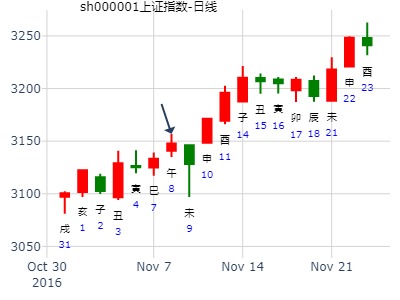 sh000001上证指数-日线
3250
3200
3150
3100
3050
戌
31
亥
1
子
2
丑
3
寅
4
巳
7
午
8
未
9
申
10
酉
11
子
14
丑
15
寅
16
卯
17
辰
18
未
21
申
22
酉
23
Oct 30
2016
Nov 7
Nov 14
Nov 21